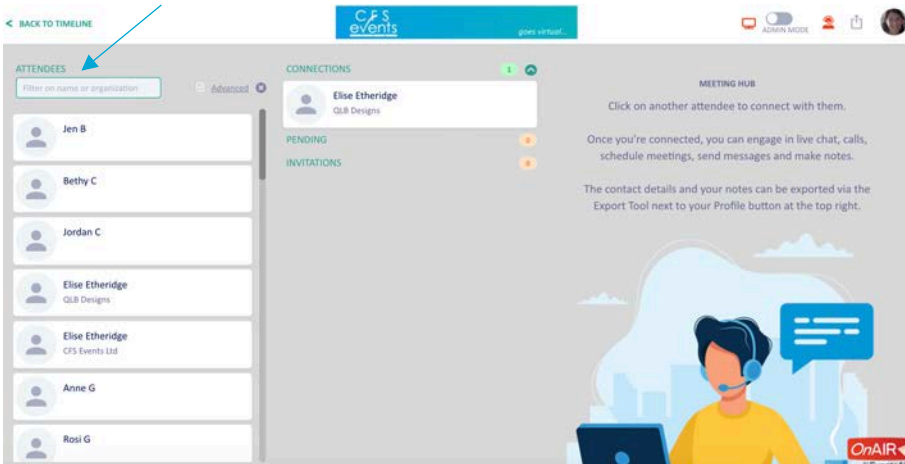 < BACK TO TIMELINE
CFS
events
goes virtual...
ADMIN MODE
ATTENDEES
Filter on name or organization
Advanced
Jen B
Bethy C
Jordan C
Elise Etheridge
QLB Designs
Elise Etheridge
CFS Events Ltd
Anne G
Rosi G
CONNECTIONS
1
Elise Etheridge
QLB Designs
PENDING
0
INVITATIONS
0
MEETING HUB
Click on another attendee to connect with them.
Once you're connected, you can engage in live chat, calls,
schedule meetings, send messages and make notes.
The contact details and your notes can be exported via the
Export Tool next to your Profile button at the top right.
OnAIR